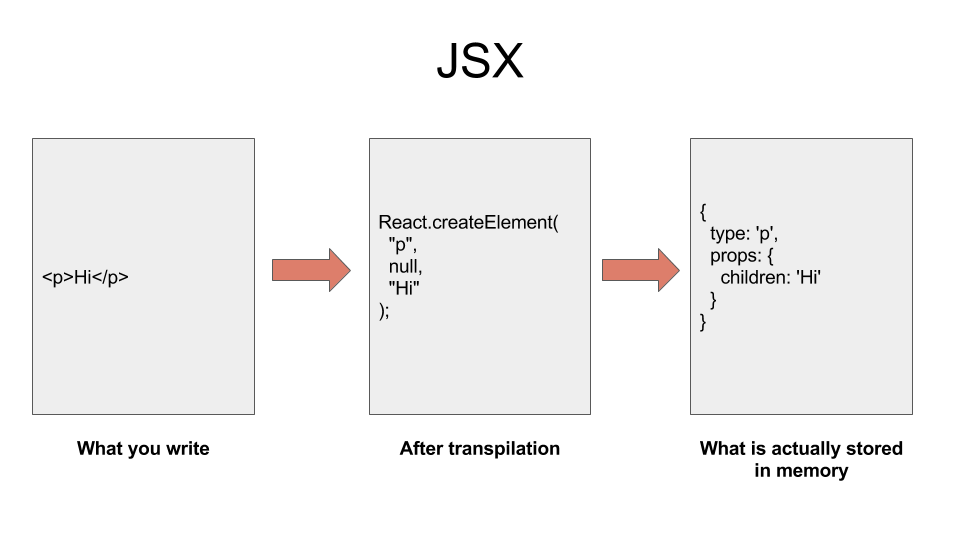 JSX
<p>Hi</p>
React.createElement(
  "p",
  null,
  "Hi"
);
{
  type: 'p',
  props: {
    children: 'Hi'
  }
}
What you write
After transpilation
What is actually stored
in memory